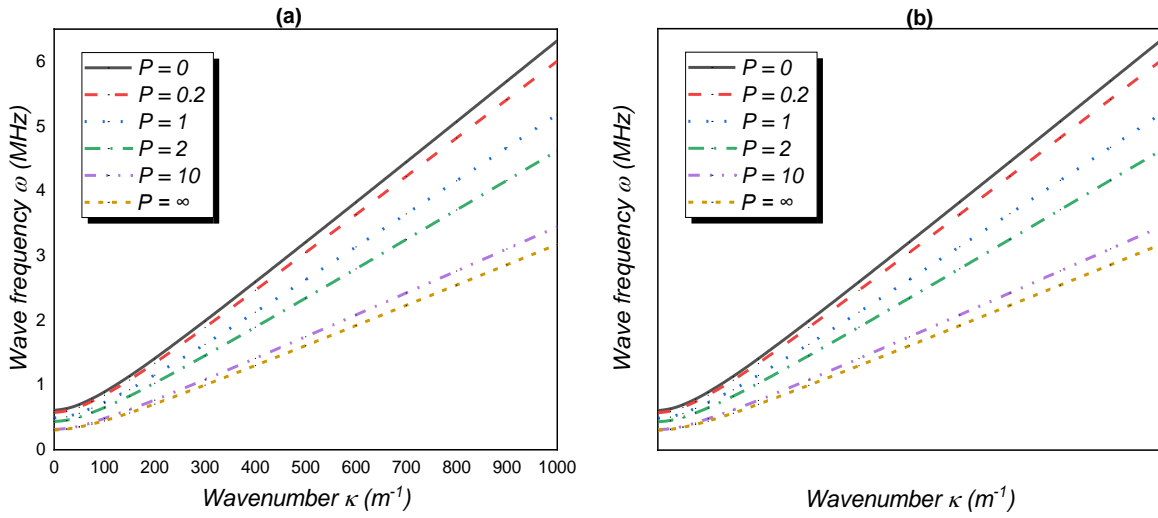 (a)
P = 0
P = 0.2
P = 1
P = 2
P = 10
P = ∞
Wave frequency ω (MHz)
6
5
4
3
2
1
0
0 100 200 300 400 500 600 700 800 900 1000
Wavenumber κ (m⁻¹)
(b)
P = 0
P = 0.2
P = 1
P = 2
P = 10
P = ∞
Wave frequency ω (MHz)
Wavenumber κ (m⁻¹)